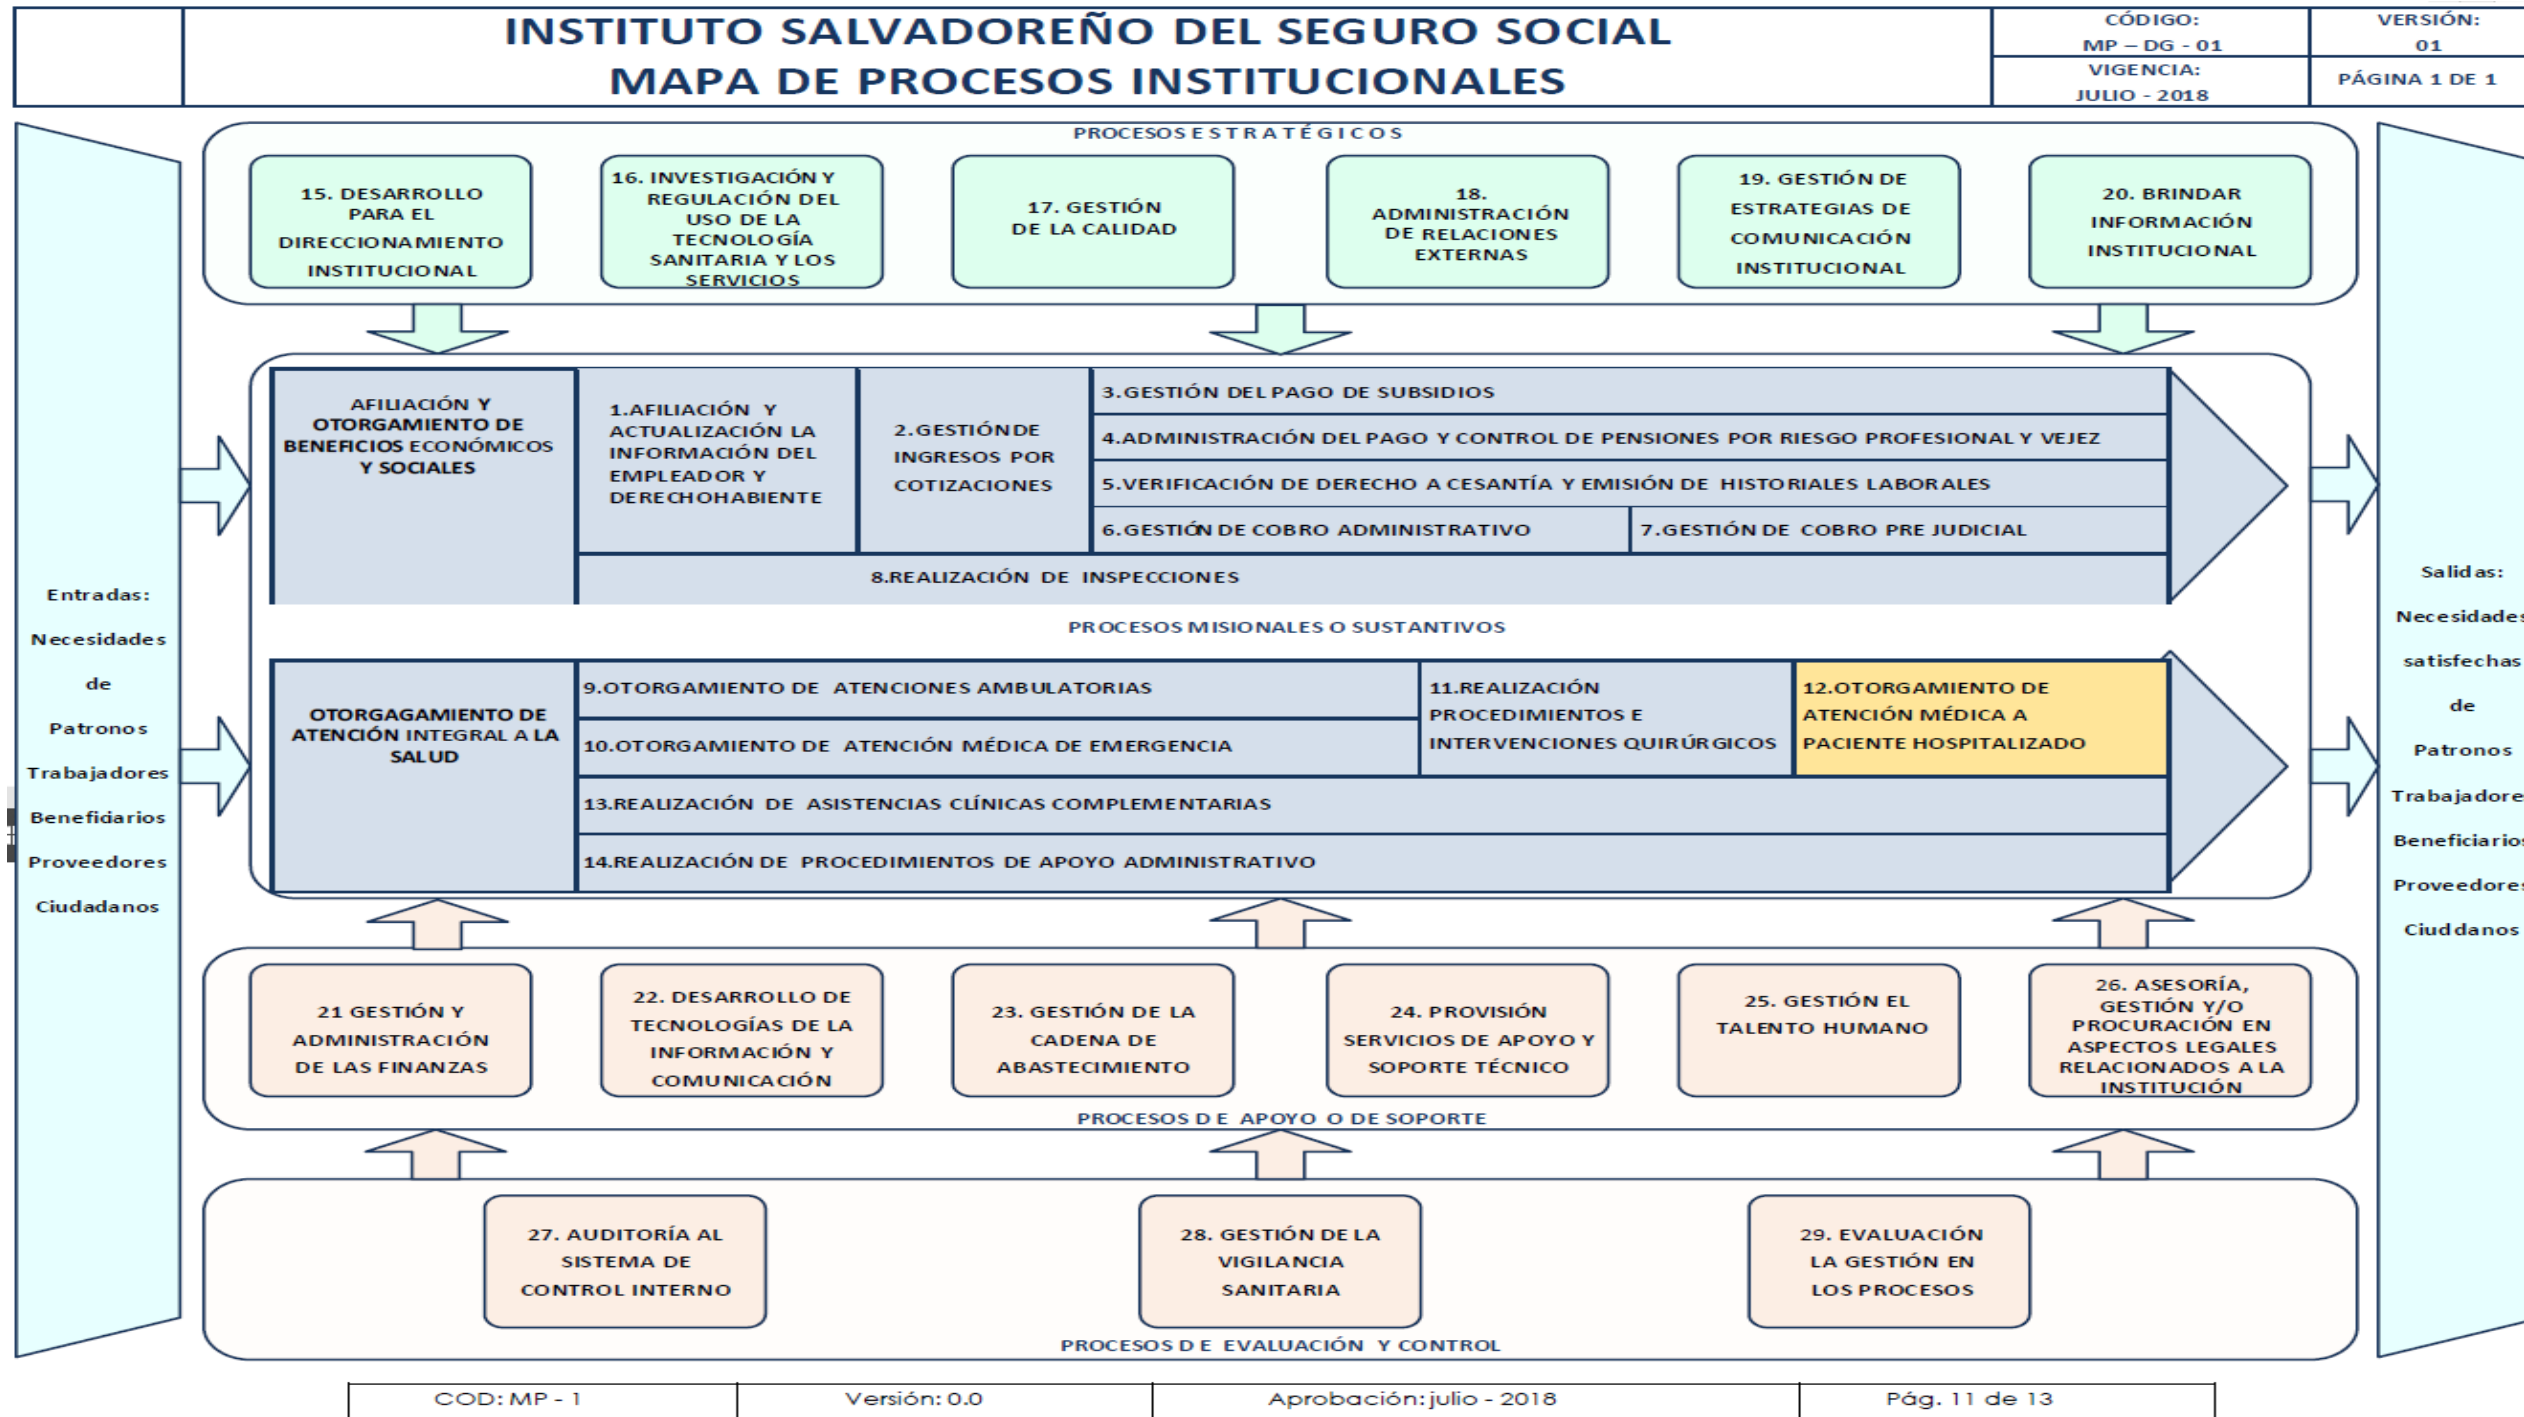 INSTITUTO SALVADOREÑO DEL SEGURO SOCIAL
MAPA DE PROCESOS INSTITUCIONALES
CÓDIGO:
MP – DG - 01
VERSIÓN:
01
VIGENCIA:
JULIO - 2018
PÁGINA 1 DE 1
PROCESOS ESTRATÉGICOS
15. DESARROLLO
PARA EL
DIRECCIONAMIENTO
INSTITUCIONAL
16. INVESTIGACIÓN Y
REGULACIÓN DEL
USO DE LA
TECNOLOGÍA
SANITARIA Y LOS
SERVICIOS
17. GESTIÓN
DE LA CALIDAD
18.
ADMINISTRACIÓN
DE RELACIONES
EXTERNAS
19. GESTIÓN DE
ESTRATEGIAS DE
COMUNICACIÓN
INSTITUCIONAL
20. BRINDAR
INFORMACIÓN
INSTITUCIONAL
Entradas:
Necesidades
de
Patronos
Trabajadores
Beneficiarios
Proveedores
Ciudadanos
AFILIACIÓN Y
OTORGAMIENTO DE
BENEFICIOS ECONÓMICOS
Y SOCIALES
1.AFILIACIÓN Y
ACTUALIZACIÓN LA
INFORMACIÓN DEL
EMPLEADOR Y
DERECHOHABIENTE
2.GESTIÓN DE
INGRESOS POR
COTIZACIONES
3.GESTIÓN DEL PAGO DE SUBSIDIOS
4.ADMINISTRACIÓN DEL PAGO Y CONTROL DE PENSIONES POR RIESGO PROFESIONAL Y VEJEZ
5.VERIFICACIÓN DE DERECHO A CESANTÍA Y EMISIÓN DE HISTORIALES LABORALES
6.GESTIÓN DE COBRO ADMINISTRATIVO
7.GESTIÓN DE COBRO PRE JUDICIAL
8.REALIZACIÓN DE INSPECCIONES
PROCESOS MISIONALES O SUSTANTIVOS
OTORGAGAMIENTO DE
ATENCIÓN INTEGRAL A LA
SALUD
9.OTORGAMIENTO DE ATENCIONES AMBULATORIAS
10.OTORGAMIENTO DE ATENCIÓN MÉDICA DE EMERGENCIA
11.REALIZACIÓN
PROCEDIMIENTOS E
INTERVENCIONES QUIRÚRGICOS
12.OTORGAMIENTO DE
ATENCIÓN MÉDICA A
PACIENTE HOSPITALIZADO
13.REALIZACIÓN DE ASISTENCIAS CLÍNICAS COMPLEMENTARIAS
14.REALIZACIÓN DE PROCEDIMIENTOS DE APOYO ADMINISTRATIVO
Salidas:
Necesidades
satisfechas
de
Patronos
Trabajadore
Beneficiarios
Proveedores
Ciuddanos
21 GESTIÓN Y
ADMINISTRACIÓN
DE LAS FINANZAS
22. DESARROLLO DE
TECNOLOGÍAS DE LA
INFORMACIÓN Y
COMUNICACIÓN
23. GESTIÓN DE LA
CADENA DE
ABASTECIMIENTO
24. PROVISIÓN
SERVICIOS DE APOYO Y
SOPORTE TÉCNICO
25. GESTIÓN EL
TALENTO HUMANO
26. ASESORÍA,
GESTIÓN Y/O
PROCURACIÓN EN
ASPECTOS LEGALES
RELACIONADOS A LA
INSTITUCIÓN
PROCESOS DE APOYO O DE SOPORTE
27. AUDITORÍA AL
SISTEMA DE
CONTROL INTERNO
28. GESTIÓN DE LA
VIGILANCIA
SANITARIA
29. EVALUACIÓN
LA GESTIÓN EN
LOS PROCESOS
PROCESOS DE EVALUACIÓN Y CONTROL
COD: MP - 1
Versión: 0.0
Aprobación: julio - 2018
Pág. 11 de 13